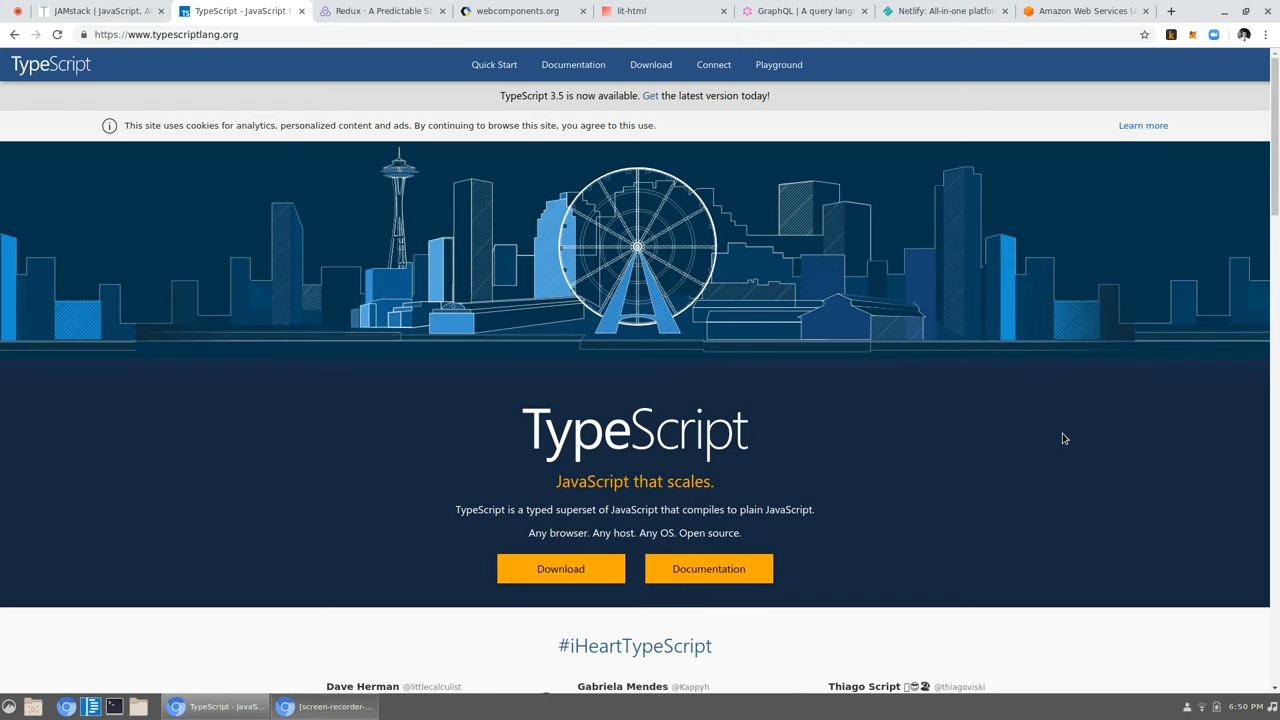 JAMstack | JavaScript, A
TypeScript - JavaScript t
Redux - A Predictable St
webcomponents.org
lit-html
GraphQL | A query lang
Netlify: All-in-one platfor
Amazon Web Services (A
https://www.typescriptlang.org
TypeScript
Quick Start
Documentation
Download
Connect
Playground
TypeScript 3.5 is now available. Get the latest version today!
This site uses cookies for analytics, personalized content and ads. By continuing to browse this site, you agree to this use.
Learn more
TypeScript
JavaScript that scales.
TypeScript is a typed superset of JavaScript that compiles to plain JavaScript.
Any browser. Any host. Any OS. Open source.
Download
Documentation
#iHeartTypeScript
Dave Herman @littlecalculist
Gabriela Mendes @Kappyh
Thiago Script @thiagoviski
TypeScript - JavaS...
[screen-recorder-...
6:50 PM